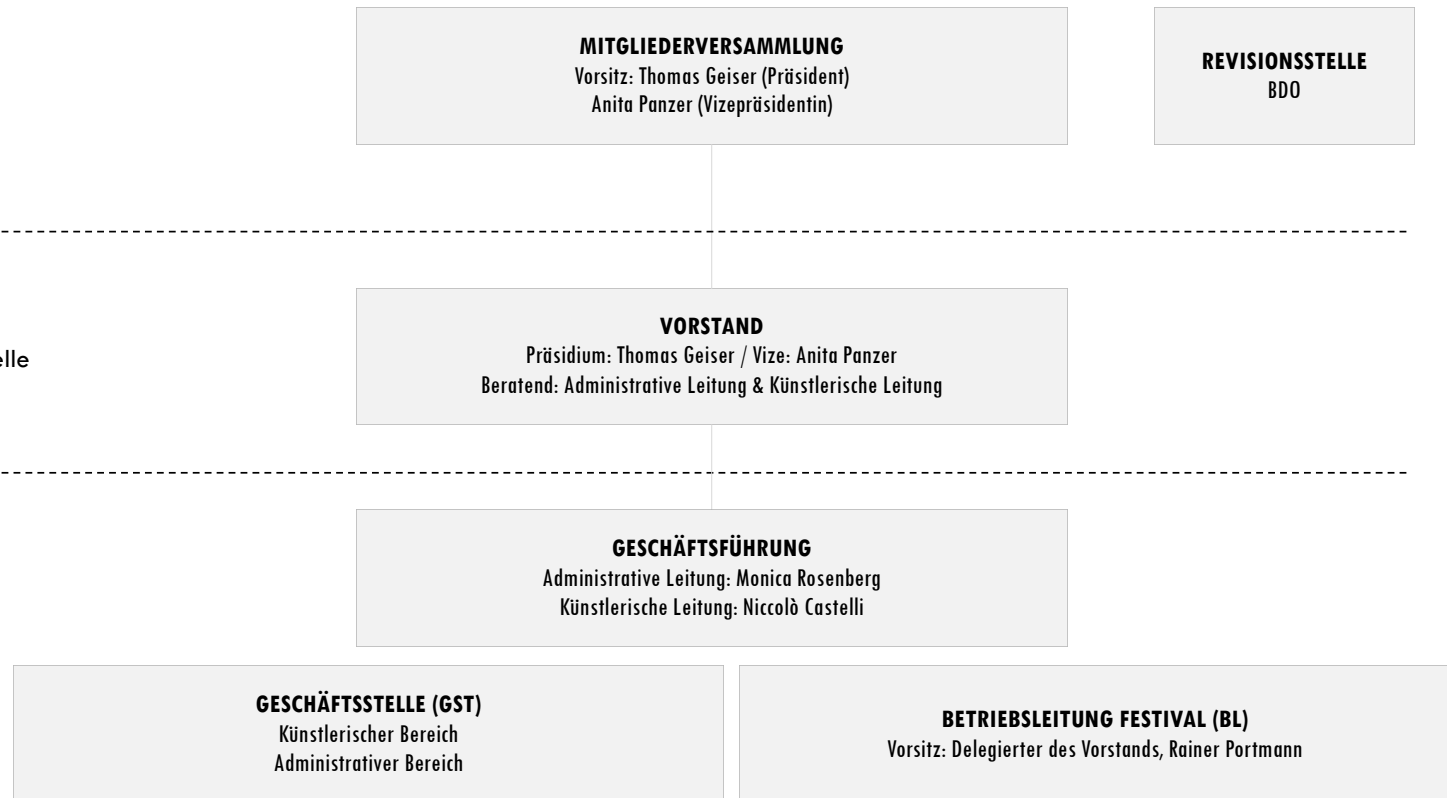 MITGLIEDERVERSAMMLUNG
Vorsitz: Thomas Geiser (Präsident)
Anita Panzer (Vizepräsidentin)
REVISIONSSTELLE
BDO
elle
VORSTAND
Präsidium: Thomas Geiser / Vize: Anita Panzer
Beratend: Administrative Leitung & Künstlerische Leitung
GESCHÄFTSFÜHRUNG
Administrative Leitung: Monica Rosenberg
Künstlerische Leitung: Niccolò Castelli
GESCHÄFTSSTELLE (GST)
Künstlerischer Bereich
Administrativer Bereich
BETRIEBSLEITUNG FESTIVAL (BL)
Vorsitz: Delegierter des Vorstands, Rainer Portmann